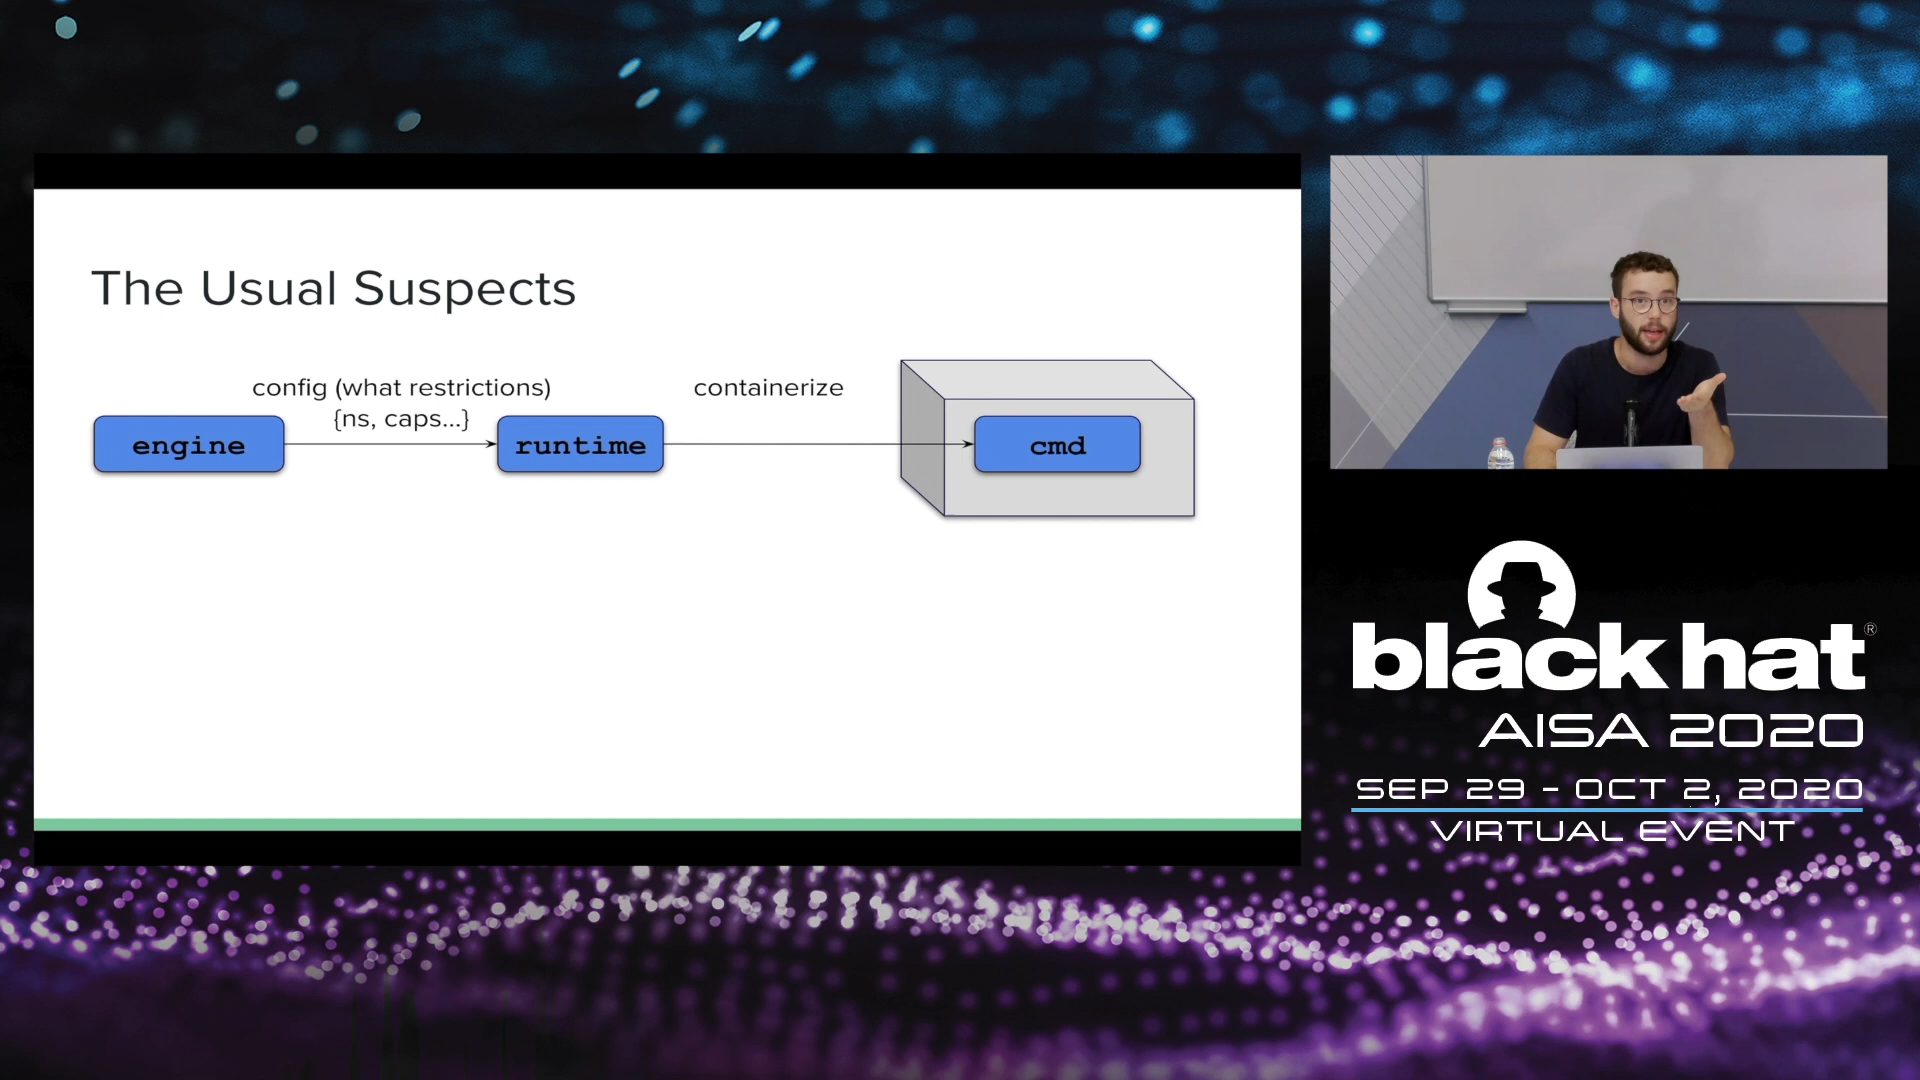 The Usual Suspects
config (what restrictions)
{ns, caps...}
containerize
engine
runtime
cmd
black hat®
AISA 2020
SEP 29 - OCT 2, 2020
VIRTUAL EVENT